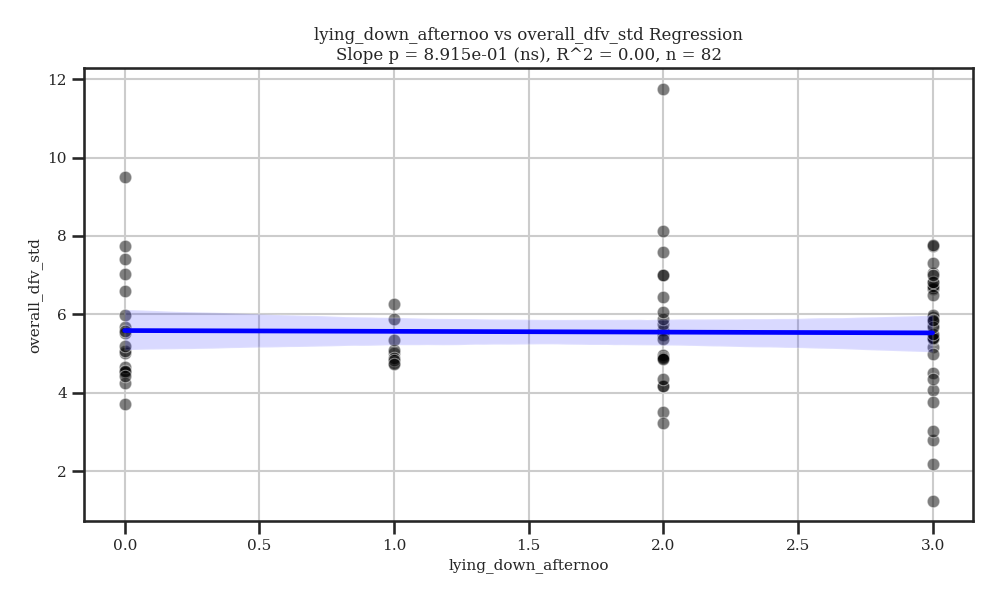 lying_down_afternoo vs overall_dfv_std Regression
Slope p = 8.915e-01 (ns), R^2 = 0.00, n = 82
12
10
8
6
4
2
overall_dfv_std
0.0 0.5 1.0 1.5 2.0 2.5 3.0
lying_down_afternoo